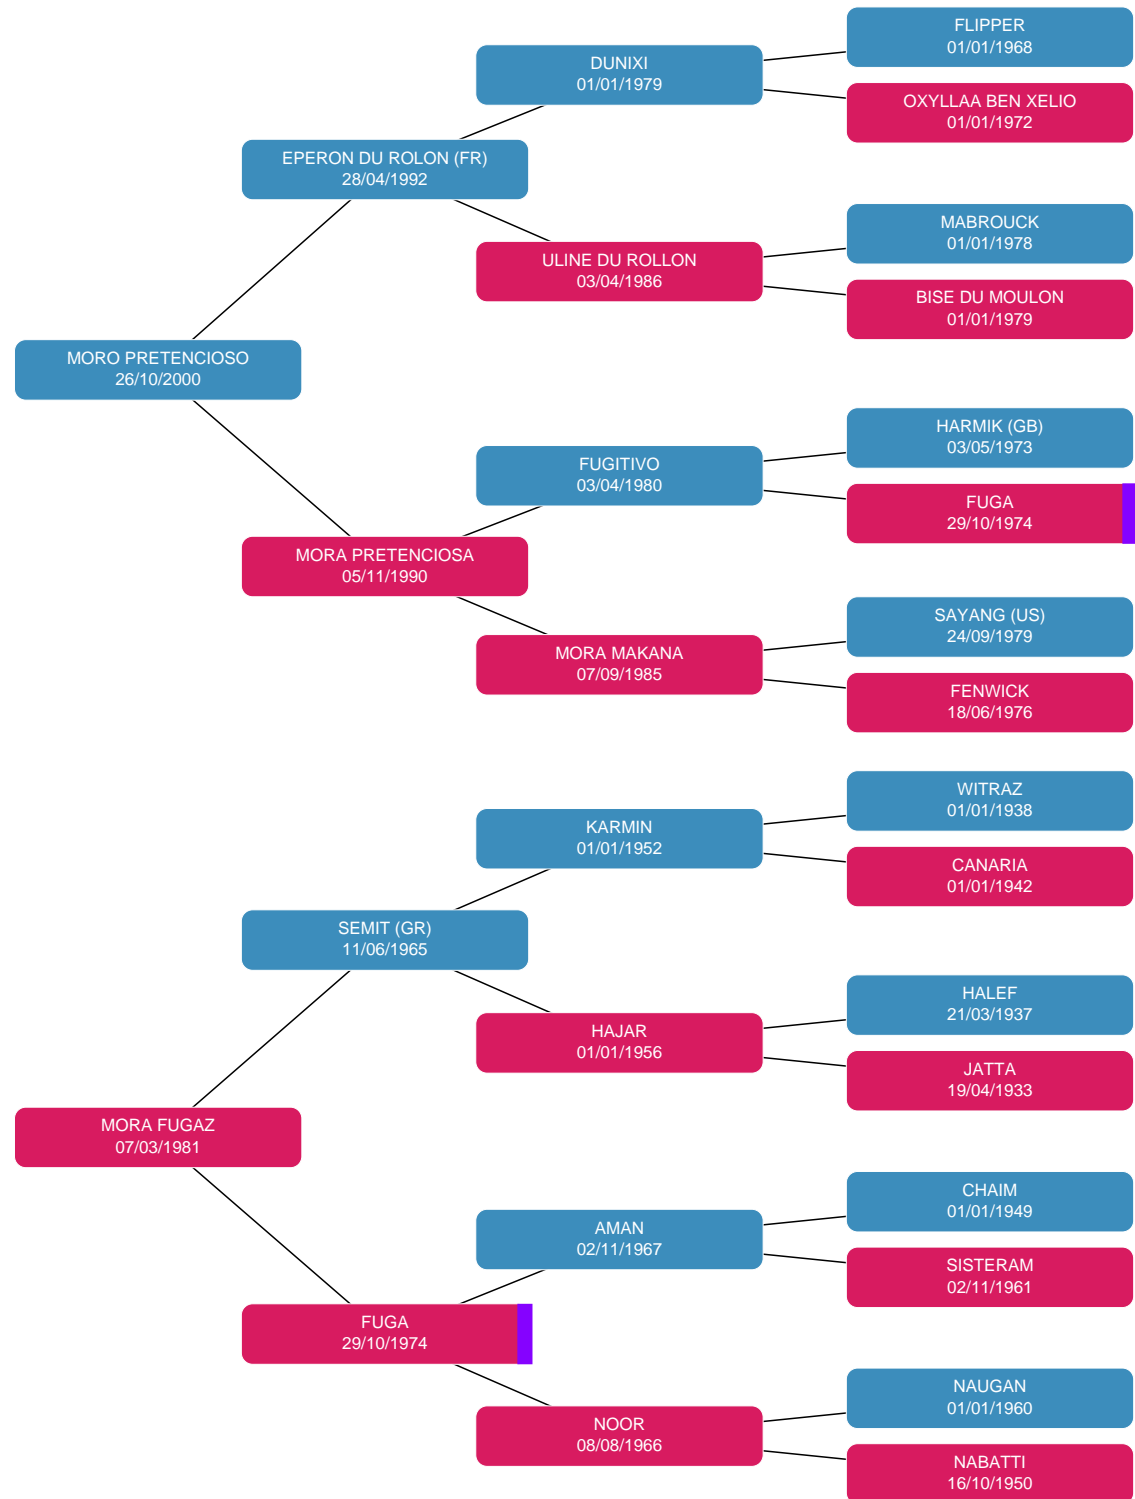 FLIPPER
01/01/1968
DUNIXI
01/01/1979
OXYLLAA BEN XELIO
01/01/1972
EPERON DU ROLON (FR)
28/04/1992
MABROUCK
01/01/1978
ULINE DU ROLLON
03/04/1986
BISE DU MOULON
01/01/1979
MORO PRETENCIOSO
26/10/2000
HARMIK (GB)
03/05/1973
FUGITIVO
03/04/1980
FUGA
29/10/1974
MORA PRETENCIOSA
05/11/1990
SAYANG (US)
24/09/1979
MORA MAKANA
07/09/1985
FENWICK
18/06/1976
WITRAZ
01/01/1938
KARMIN
01/01/1952
CANARIA
01/01/1942
SEMIT (GR)
11/06/1965
HALEF
21/03/1937
HAJAR
01/01/1956
JATTA
19/04/1933
MORA FUGAZ
07/03/1981
CHAIM
01/01/1949
AMAN
02/11/1967
SISTERAM
02/11/1961
FUGA
29/10/1974
NAUGAN
01/01/1960
NOOR
08/08/1966
NABATTI
16/10/1950